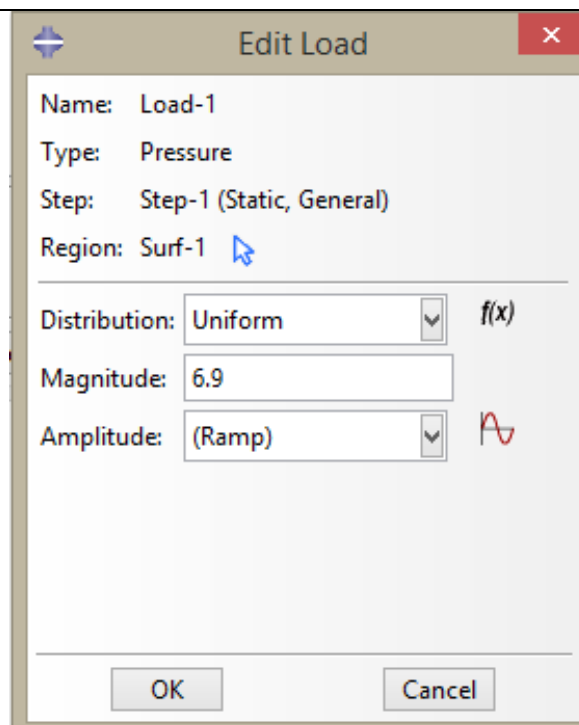 Edit Load
Name: Load-1
Type: Pressure
Step: Step-1 (Static, General)
Region: Surf-1
Distribution: Uniform f(x)
Magnitude: 6.9
Amplitude: (Ramp)
OK Cancel